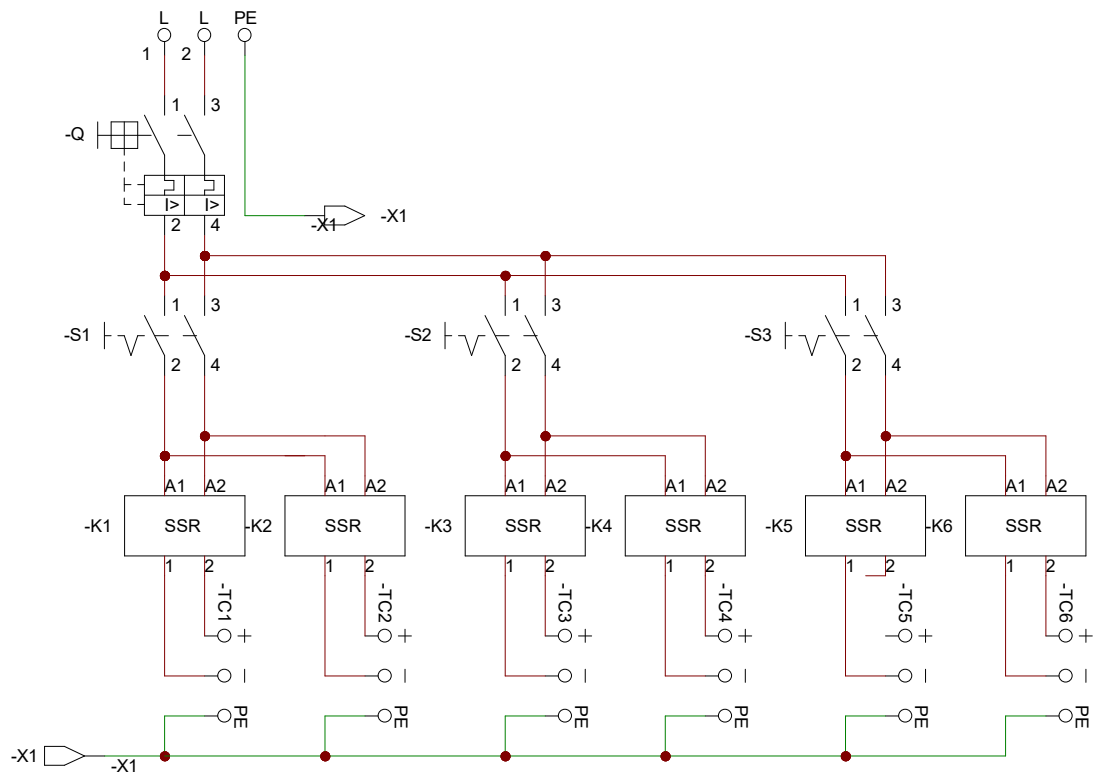 L L PE
1 2
1 3
-Q
I> I>
2 4
-X1 -X1
1 3 1 3 1 3
-S1 -S2 -S3
2 4 2 4 2 4
A1 A2 A1 A2 A1 A2 A1 A2 A1 A2 A1 A2
-K1 SSR -K2 SSR -K3 SSR -K4 SSR -K5 SSR -K6 SSR
1 2 1 2 1 2 1 2 1 2 1 2
-TC1 -TC2 -TC3 -TC4 -TC5 -TC6
+ + + + + +
− − − − − −
PE PE PE PE PE PE
-X1 -X1